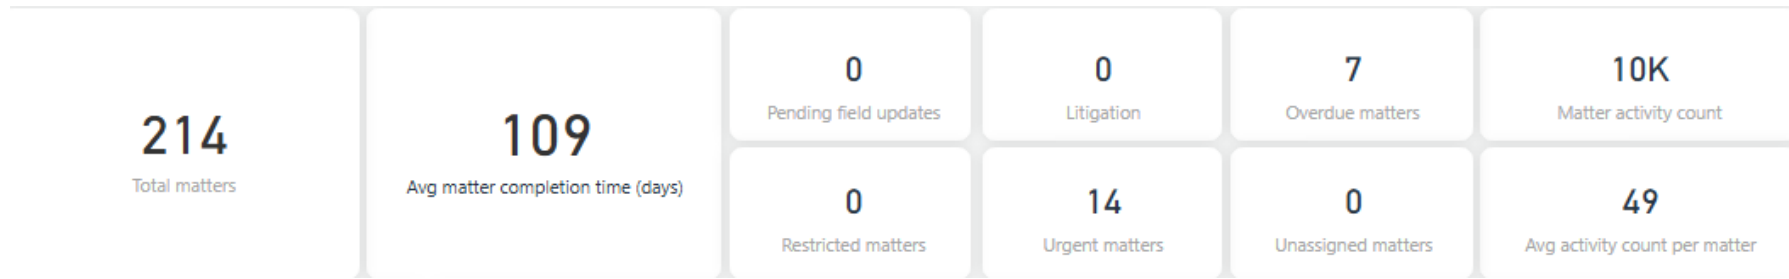 214
Total matters
109
Avg matter completion time (days)
0
Pending field updates
0
Litigation
7
Overdue matters
10K
Matter activity count
0
Restricted matters
14
Urgent matters
0
Unassigned matters
49
Avg activity count per matter